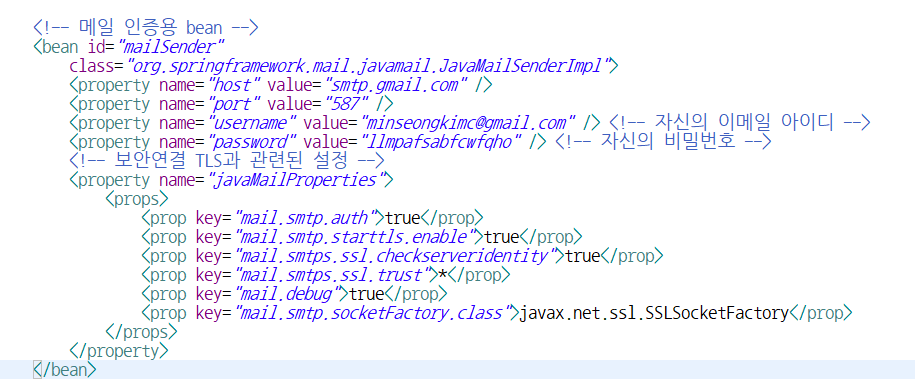 <!-- 메일 인증용 bean -->
<bean id="mailSender"
class="org.springframework.mail.javamail.JavaMailSenderImpl">
<property name="host" value="smtp.gmail.com" />
<property name="port" value="587" />
<property name="username" value="minseongkimc@gmail.com" /> <!-- 자신의 이메일 아이디 -->
<property name="password" value="llmpafsabfcwfqho" /> <!-- 자신의 비밀번호 -->
<!-- 보안연결 TLS과 관련된 설정 -->
<property name="javaMailProperties">
<props>
<prop key="mail.smtp.auth">true</prop>
<prop key="mail.smtp.starttls.enable">true</prop>
<prop key="mail.smtps.ssl.checkserveridentity">true</prop>
<prop key="mail.smtps.ssl.trust">*</prop>
<prop key="mail.debug">true</prop>
<prop key="mail.smtp.socketFactory.class">javax.net.ssl.SSLSocketFactory</prop>
</props>
</property>
</bean>